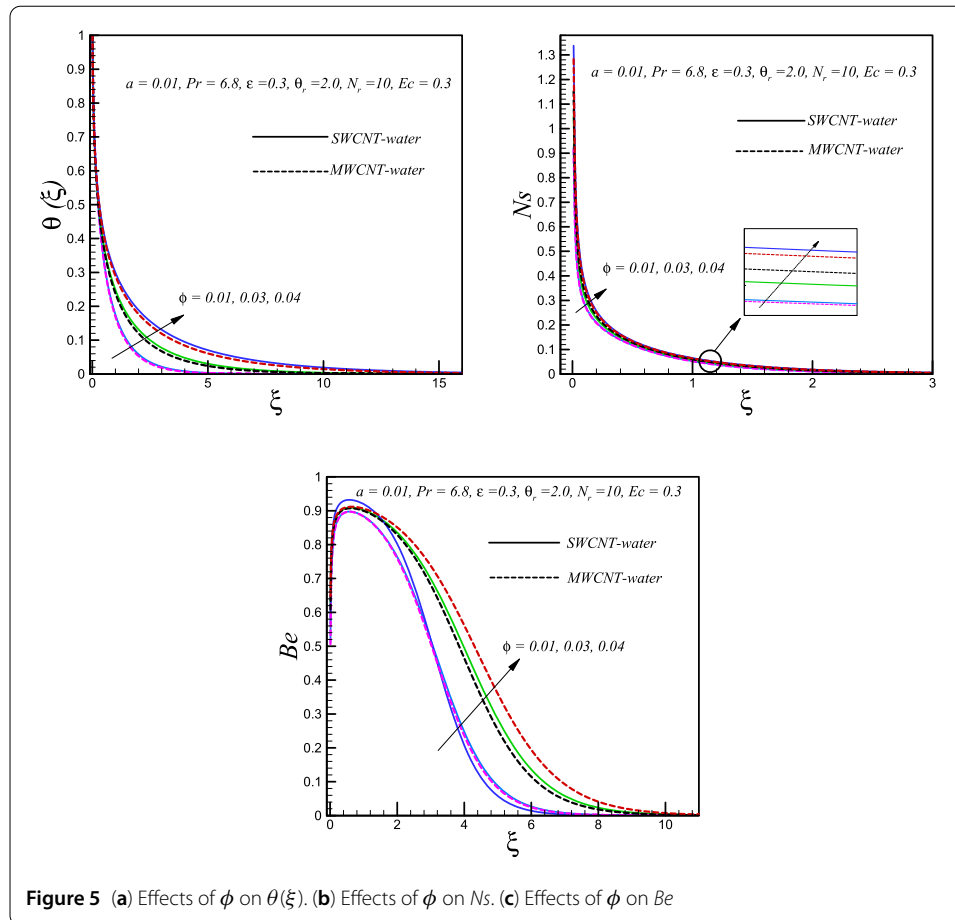 1
0.9
0.8
0.7
0.6
0.5
0.4
0.3
0.2
0.1
0
θ (ξ)
a = 0.01, Pr = 6.8, ε =0.3, θr =2.0, Nr =10, Ec = 0.3
SWCNT-water
MWCNT-water
ϕ = 0.01, 0.03, 0.04
0 5 10 15
ξ
1.3
1.2
1.1
1
0.9
0.8
0.7
0.6
0.5
0.4
0.3
0.2
0.1
0
Ns
a = 0.01, Pr = 6.8, ε =0.3, θr =2.0, Nr =10, Ec = 0.3
SWCNT-water
MWCNT-water
ϕ = 0.01, 0.03, 0.04
0 1 2 3
ξ
1
0.9
0.8
0.7
0.6
0.5
0.4
0.3
0.2
0.1
0
Be
a = 0.01, Pr = 6.8, ε =0.3, θr =2.0, Nr =10, Ec = 0.3
SWCNT-water
MWCNT-water
ϕ = 0.01, 0.03, 0.04
0 2 4 6 8 10
ξ
Figure 5 (a) Effects of ϕ on θ(ξ). (b) Effects of ϕ on Ns. (c) Effects of ϕ on Be